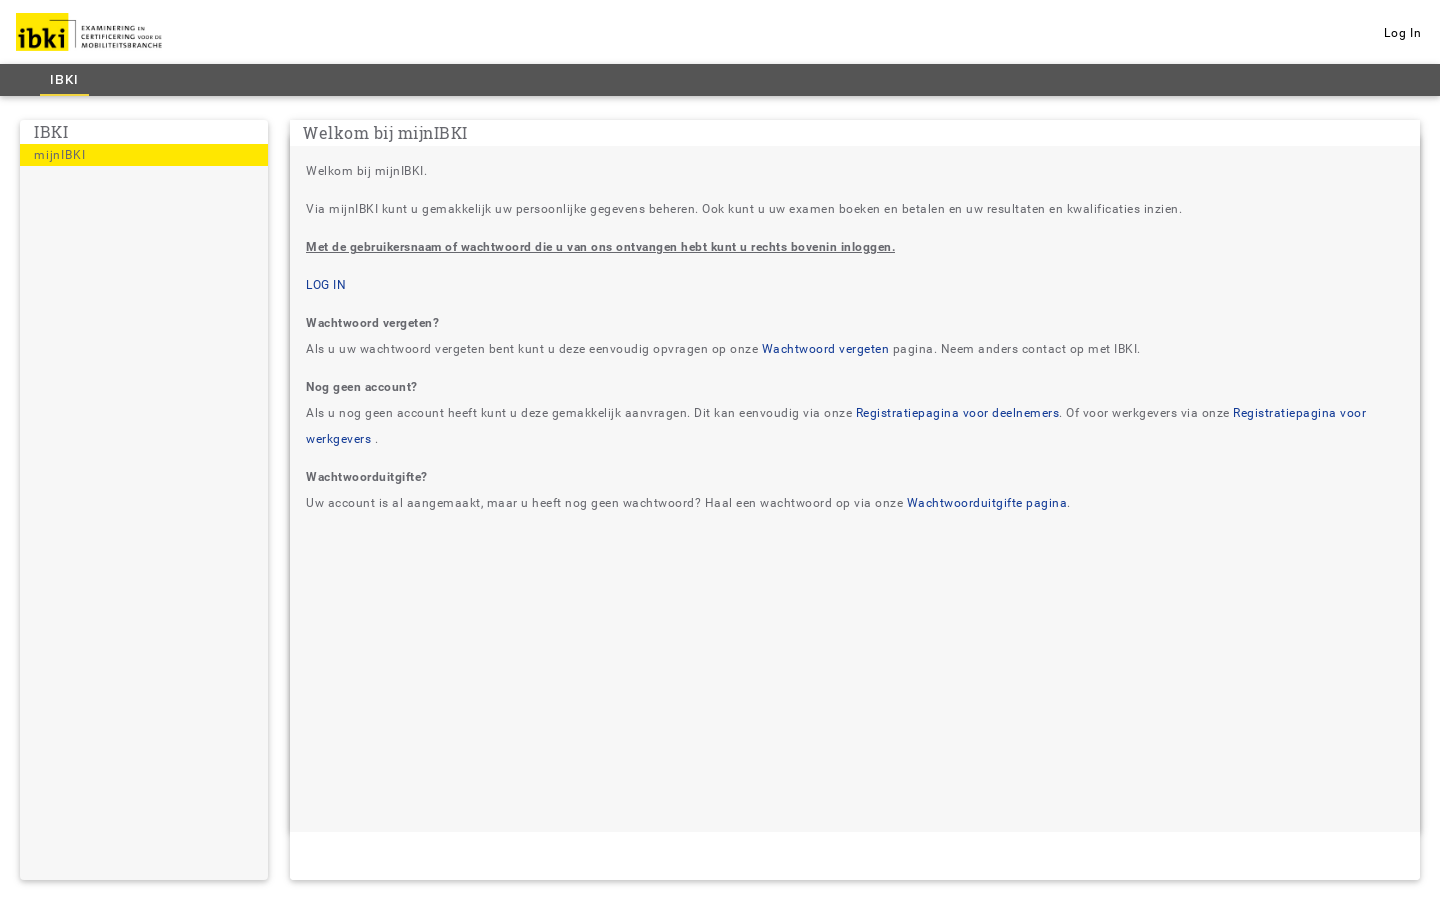 ibki
EXAMINERING EN
CERTIFICERING VOOR DE
MOBILITEITSBRANCHE
Log In
IBKI
IBKI
mijnIBKI
Welkom bij mijnIBKI
Welkom bij mijnIBKI.
Via mijnIBKI kunt u gemakkelijk uw persoonlijke gegevens beheren. Ook kunt u uw examen boeken en betalen en uw resultaten en kwalificaties inzien.
Met de gebruikersnaam of wachtwoord die u van ons ontvangen hebt kunt u rechts bovenin inloggen.
LOG IN
Wachtwoord vergeten?
Als u uw wachtwoord vergeten bent kunt u deze eenvoudig opvragen op onze Wachtwoord vergeten pagina. Neem anders contact op met IBKI.
Nog geen account?
Als u nog geen account heeft kunt u deze gemakkelijk aanvragen. Dit kan eenvoudig via onze Registratiepagina voor deelnemers. Of voor werkgevers via onze Registratiepagina voor
werkgevers .
Wachtwoorduitgifte?
Uw account is al aangemaakt, maar u heeft nog geen wachtwoord? Haal een wachtwoord op via onze Wachtwoorduitgifte pagina.